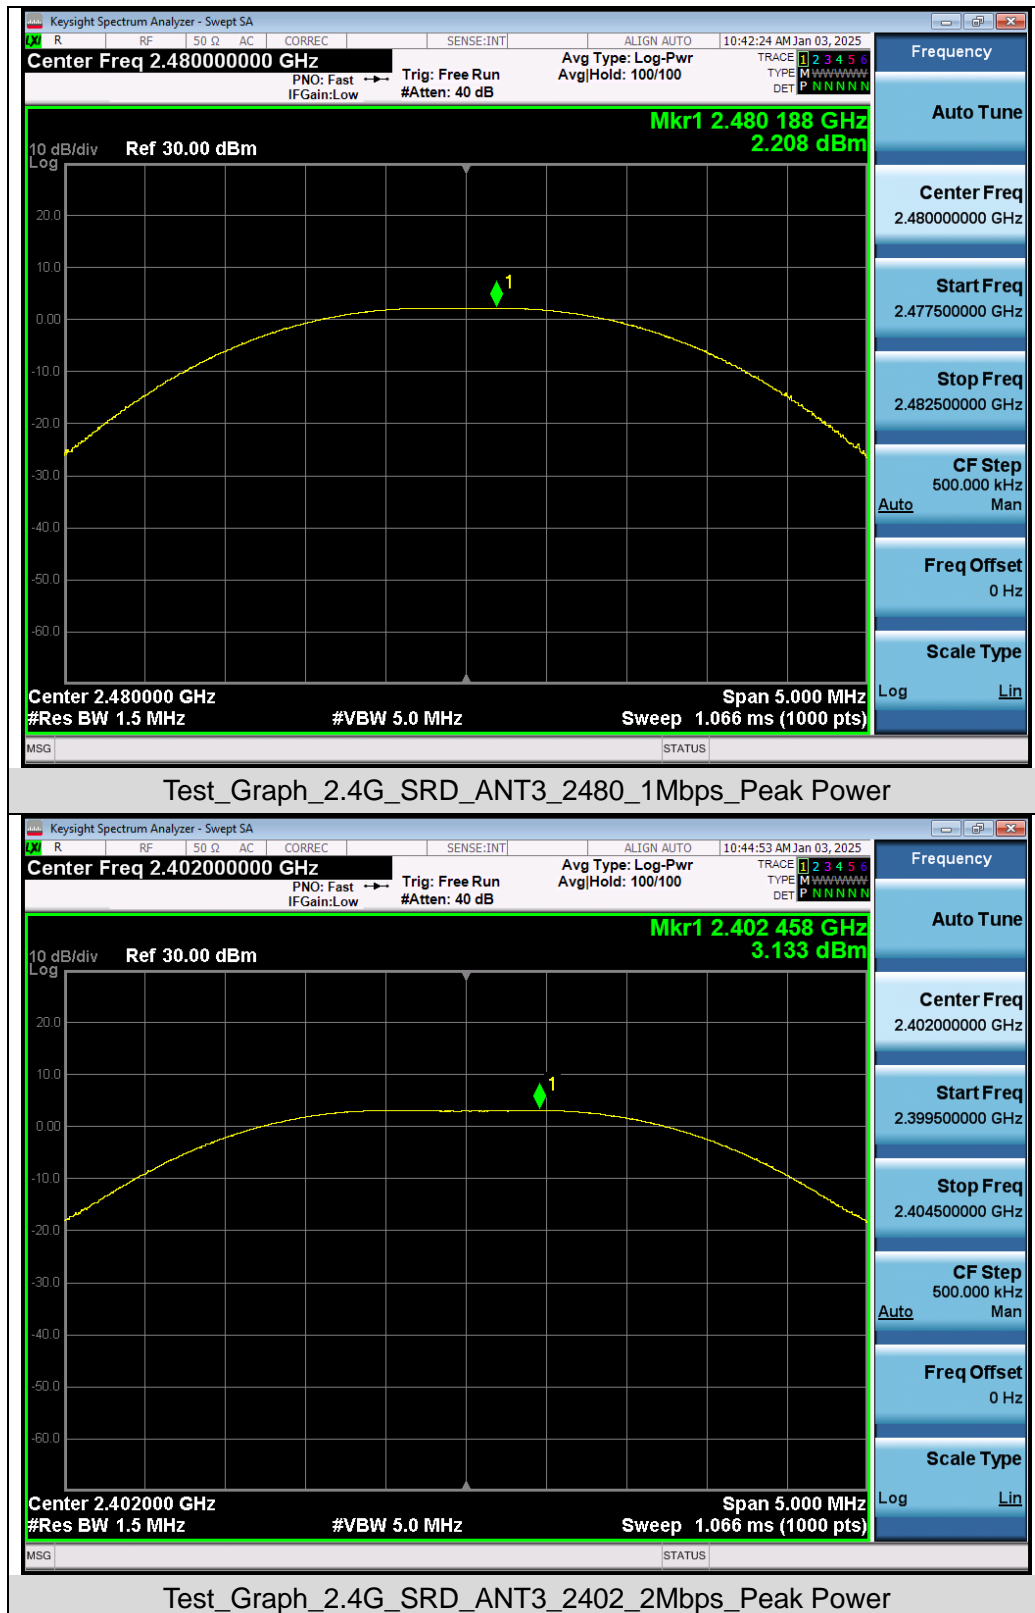 Keysight Spectrum Analyzer - Swept SA
LXI R RF 50 Ω AC CORREC SENSE:INT ALIGN AUTO 10:42:24 AM Jan 03, 2025
Center Freq 2.480000000 GHz
PNO: Fast
IFGain:Low
Trig: Free Run
#Atten: 40 dB
Avg Type: Log-Pwr
Avg|Hold: 100/100
TRACE 1 2 3 4 5 6
TYPE M WWWWW
DET P N N N N N
Mkr1 2.480 188 GHz
2.208 dBm
10 dB/div Ref 30.00 dBm
Log
20.0
10.0
1
0.00
-10.0
-20.0
-30.0
-40.0
-50.0
-60.0
Center 2.480000 GHz Span 5.000 MHz
#Res BW 1.5 MHz #VBW 5.0 MHz Sweep 1.066 ms (1000 pts)
MSG STATUS
Frequency
Auto Tune
Center Freq
2.480000000 GHz
Start Freq
2.477500000 GHz
Stop Freq
2.482500000 GHz
CF Step
500.000 kHz
Auto Man
Freq Offset
0 Hz
Scale Type
Log Lin
Test_Graph_2.4G_SRD_ANT3_2480_1Mbps_Peak Power
Keysight Spectrum Analyzer - Swept SA
LXI R RF 50 Ω AC CORREC SENSE:INT ALIGN AUTO 10:44:53 AM Jan 03, 2025
Center Freq 2.402000000 GHz
PNO: Fast
IFGain:Low
Trig: Free Run
#Atten: 40 dB
Avg Type: Log-Pwr
Avg|Hold: 100/100
TRACE 1 2 3 4 5 6
TYPE M WWWWW
DET P N N N N N
Mkr1 2.402 458 GHz
3.133 dBm
10 dB/div Ref 30.00 dBm
Log
20.0
10.0
1
0.00
-10.0
-20.0
-30.0
-40.0
-50.0
-60.0
Center 2.402000 GHz Span 5.000 MHz
#Res BW 1.5 MHz #VBW 5.0 MHz Sweep 1.066 ms (1000 pts)
MSG STATUS
Frequency
Auto Tune
Center Freq
2.402000000 GHz
Start Freq
2.399500000 GHz
Stop Freq
2.404500000 GHz
CF Step
500.000 kHz
Auto Man
Freq Offset
0 Hz
Scale Type
Log Lin
Test_Graph_2.4G_SRD_ANT3_2402_2Mbps_Peak Power